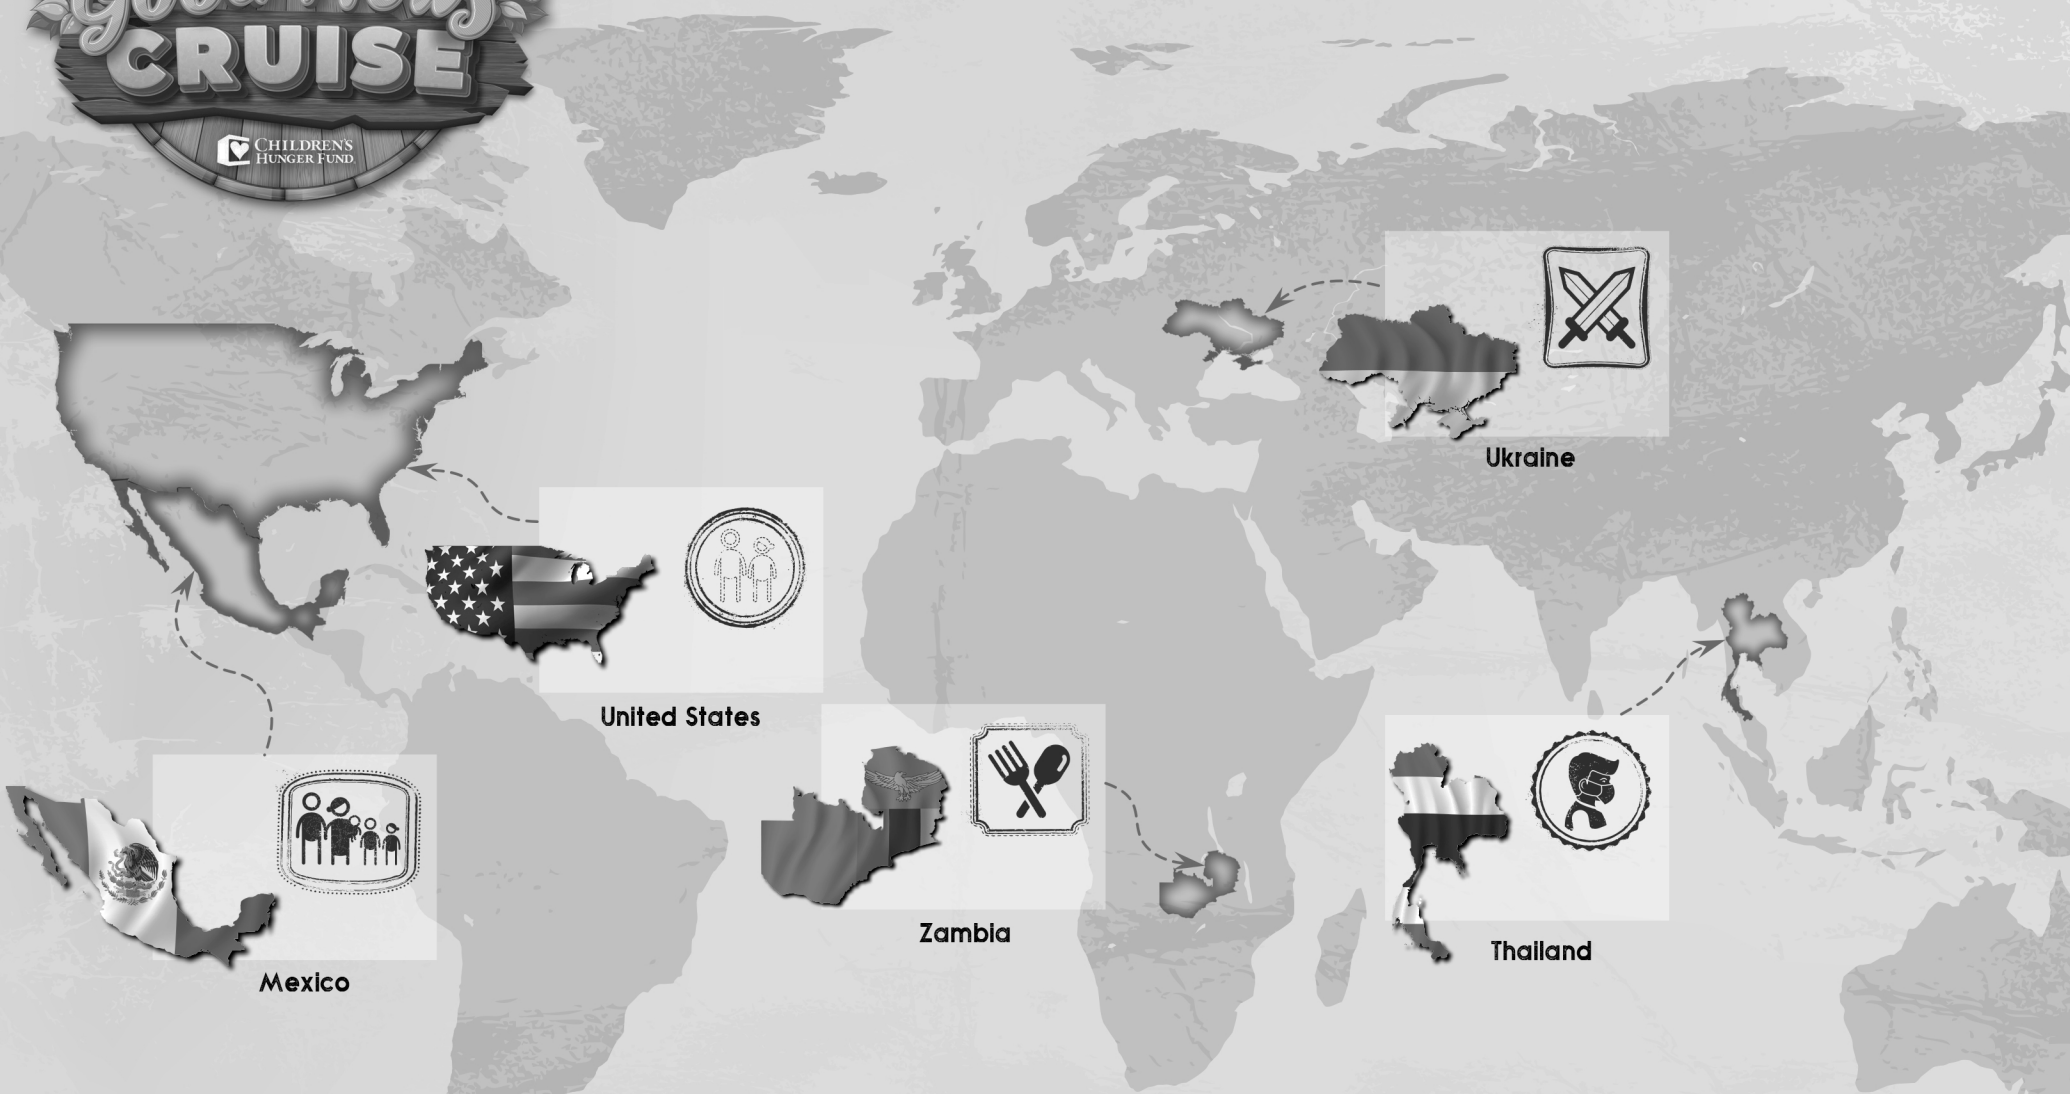 CRUISE
CHILDREN'S
HUNGER FUND
Ukraine
United States
Zambia
Thailand
Mexico